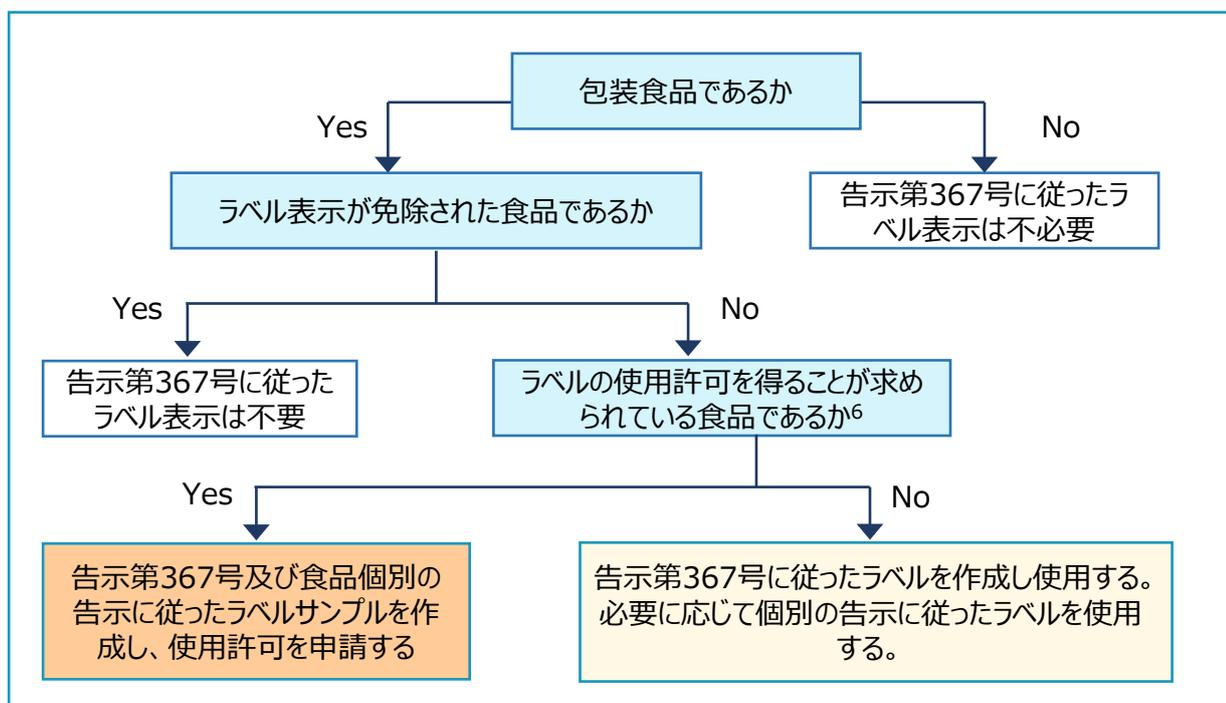 包装食品であるか
Yes
No
ラベル表示が免除された食品であるか
告示第367号に従ったラ
ベル表示は不必要
Yes
No
告示第367号に従った
ラベル表示は不要
ラベルの使用許可を得ることが求め
られている食品であるか6
Yes
No
告示第367号及び食品個別の
告示に従ったラベルサンプルを作
成し、使用許可を申請する
告示第367号に従ったラベルを作成し使用する。
必要に応じて個別の告示に従ったラベルを使用
する。